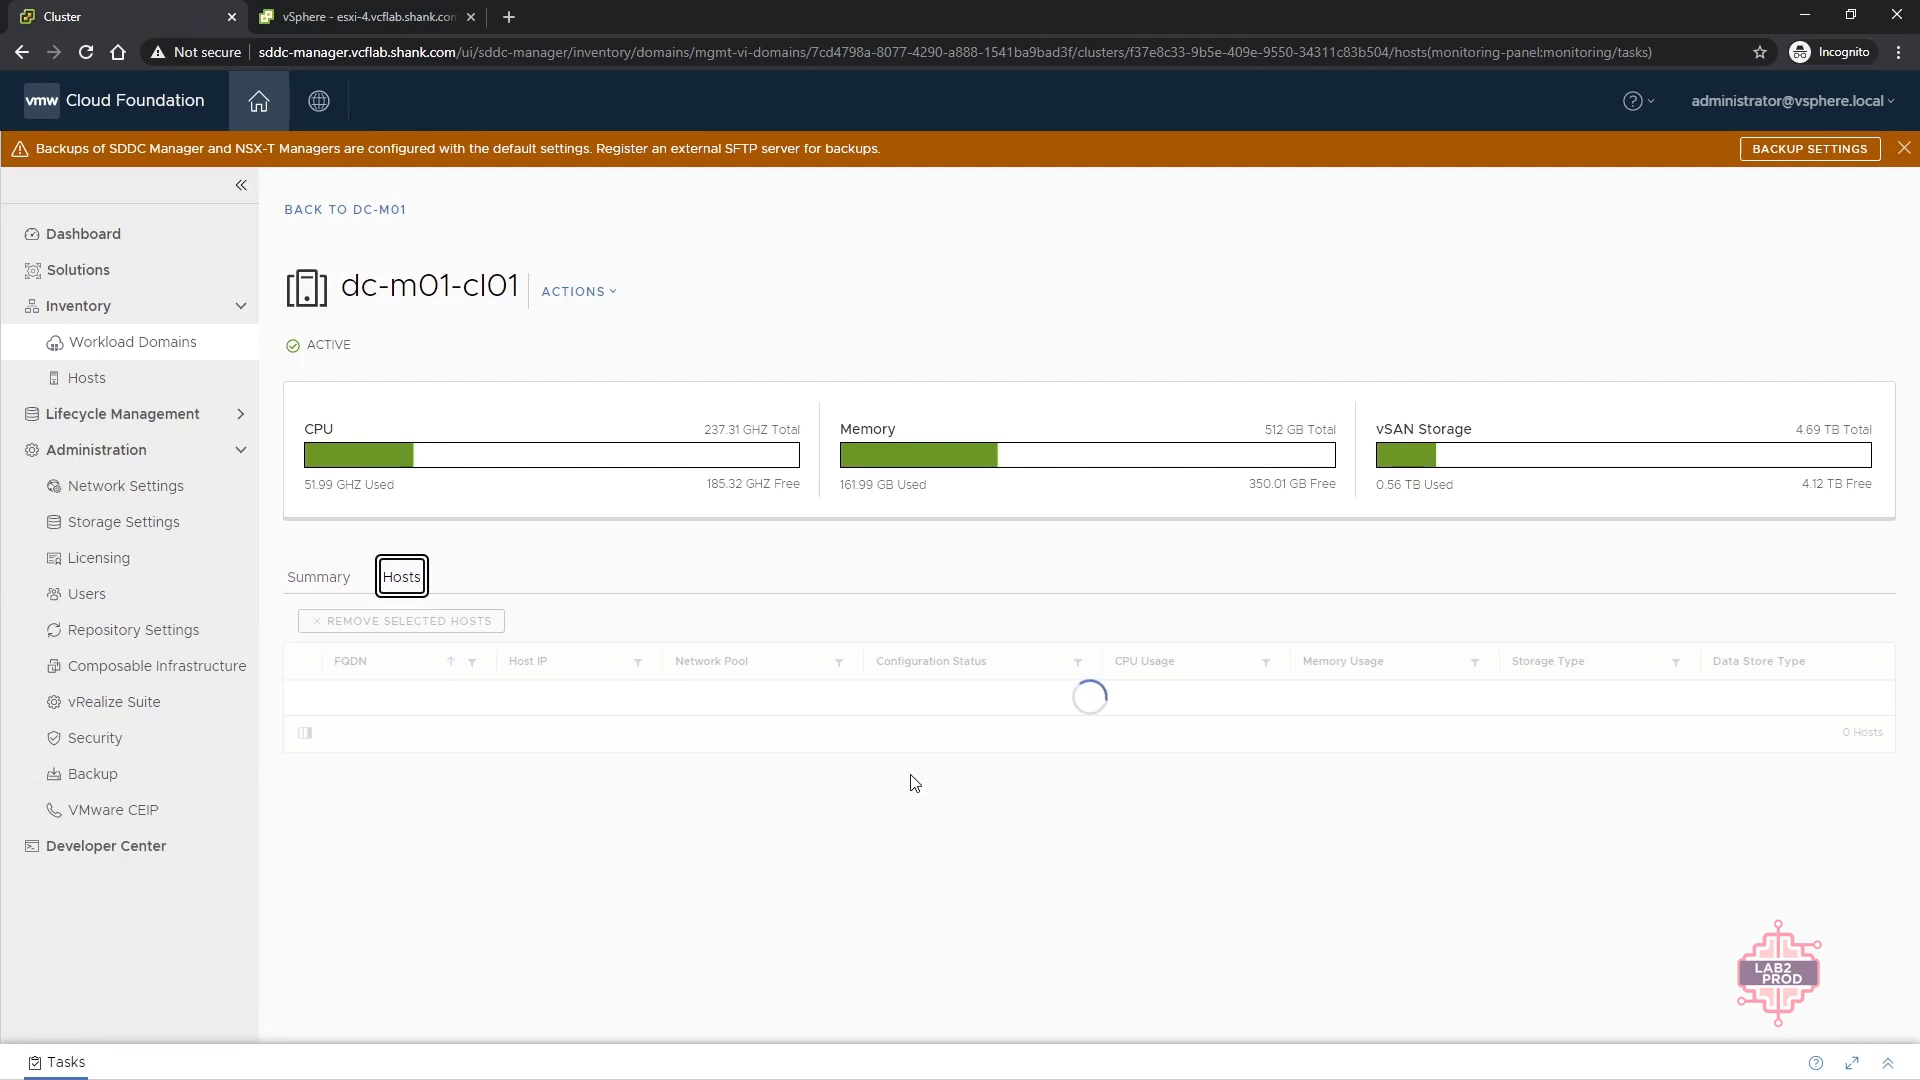 Cluster
vSphere - esxi-4.vcflab.shank.com
Not secure
sddc-manager.vcflab.shank.com/ui/sddc-manager/inventory/domains/mgmt-vi-domains/7cd4798a-8077-4290-a888-1541ba9bad3f/clusters/f37e8c33-9b5e-409e-9550-34311c83b504/hosts(monitoring-panel:monitoring/tasks)
Incognito
vmw Cloud Foundation
administrator@vsphere.local
Backups of SDDC Manager and NSX-T Managers are configured with the default settings. Register an external SFTP server for backups.
BACKUP SETTINGS
BACK TO DC-M01
Dashboard
Solutions
Inventory
Workload Domains
Hosts
Lifecycle Management
Administration
Network Settings
Storage Settings
Licensing
Users
Repository Settings
Composable Infrastructure
vRealize Suite
Security
Backup
VMware CEIP
Developer Center
dc-m01-cl01
ACTIONS
ACTIVE
CPU
237.31 GHZ Total
51.99 GHZ Used
185.32 GHZ Free
Memory
512 GB Total
161.99 GB Used
350.01 GB Free
vSAN Storage
4.69 TB Total
0.56 TB Used
4.12 TB Free
Summary
Hosts
REMOVE SELECTED HOSTS
FQDN
Host IP
Network Pool
Configuration Status
CPU Usage
Memory Usage
Storage Type
Data Store Type
0 Hosts
LAB2
PROD
Tasks